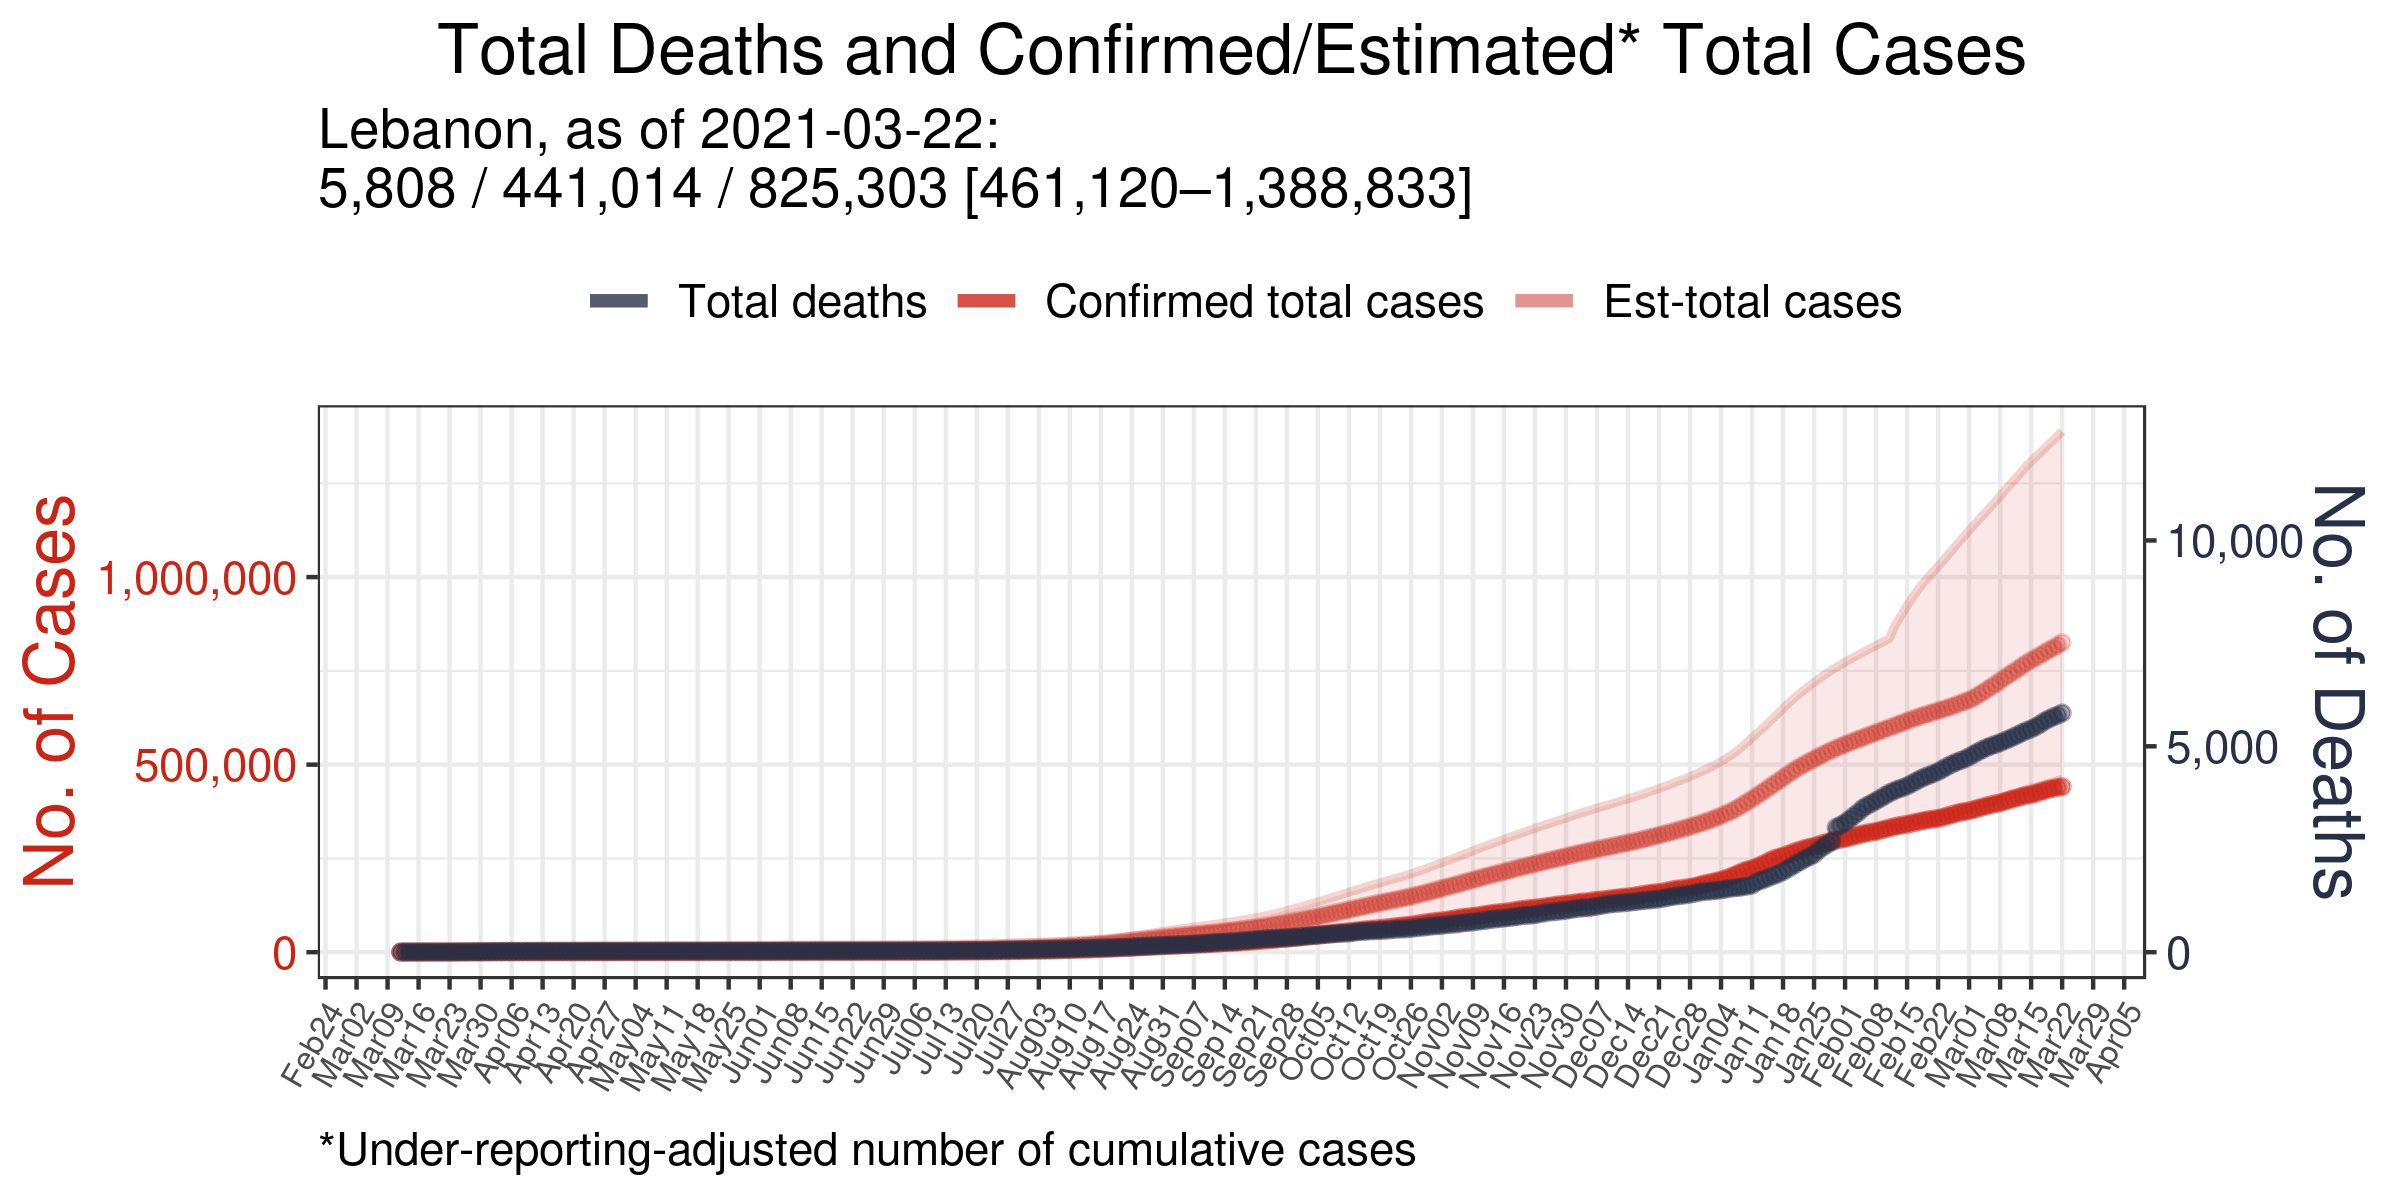 Total Deaths and Confirmed/Estimated* Total Cases
Lebanon, as of 2021-03-22:
5,808 / 441,014 / 825,303 [461,120–1,388,833]
Total deaths
Confirmed total cases
Est-total cases
No. of Cases
1,000,000
500,000
0
10,000
5,000
0
No. of Deaths
Feb24
Mar02
Mar09
Mar16
Mar23
Mar30
Apr06
Apr13
Apr20
Apr27
May04
May11
May18
May25
Jun01
Jun08
Jun15
Jun22
Jun29
Jul06
Jul13
Jul20
Jul27
Aug03
Aug10
Aug17
Aug24
Aug31
Sep07
Sep14
Sep21
Sep28
Oct05
Oct12
Oct19
Oct26
Nov02
Nov09
Nov16
Nov23
Nov30
Dec07
Dec14
Dec21
Dec28
Jan04
Jan11
Jan18
Jan25
Feb01
Feb08
Feb15
Feb22
Mar01
Mar08
Mar15
Mar22
Mar29
Apr05
*Under-reporting-adjusted number of cumulative cases